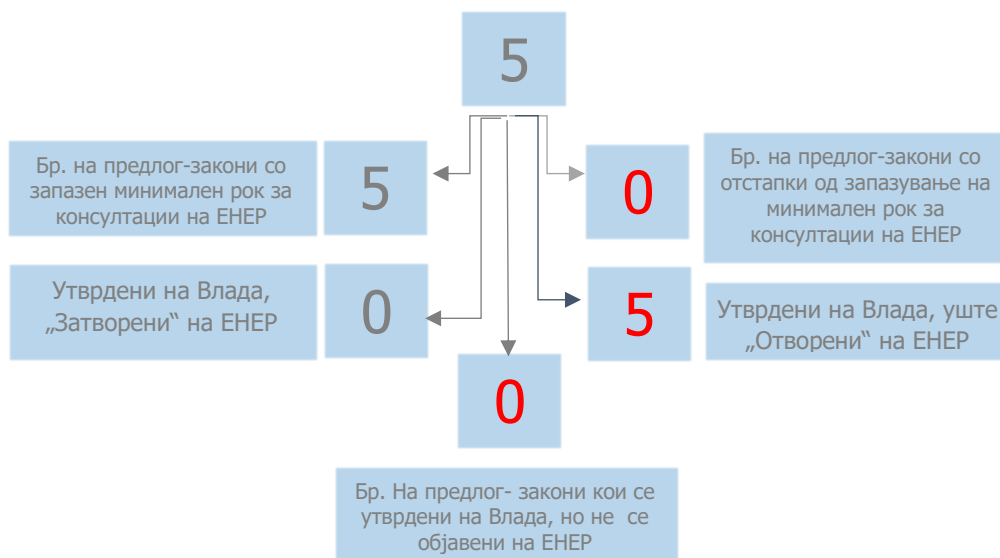 5
Бр. на предлог-закони со
запазен минимален рок за
консултации на ЕНЕР
5
0
Бр. на предлог-закони со
отстапки од запазување на
минимален рок за
консултации на ЕНЕР
Утврдени на Влада,
„Затворени“ на ЕНЕР
0
5
Утврдени на Влада, уште
„Отворени“ на ЕНЕР
0
Бр. На предлог- закони кои се
утврдени на Влада, но не се
објавени на ЕНЕР